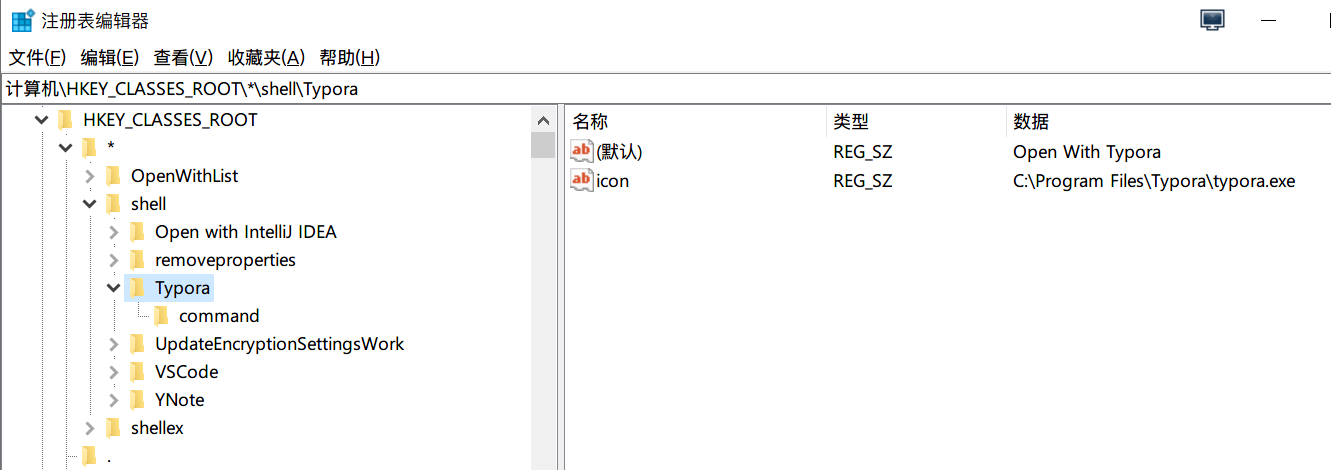 注册表编辑器
文件(F) 编辑(E) 查看(V) 收藏夹(A) 帮助(H)
计算机\HKEY_CLASSES_ROOT\*\shell\Typora
HKEY_CLASSES_ROOT
*
OpenWithList
shell
Open with IntelliJ IDEA
removeproperties
Typora
command
UpdateEncryptionSettingsWork
VSCode
YNote
shellex
.
名称 类型 数据
ab (默认) REG_SZ Open With Typora
ab icon REG_SZ C:\Program Files\Typora\typora.exe